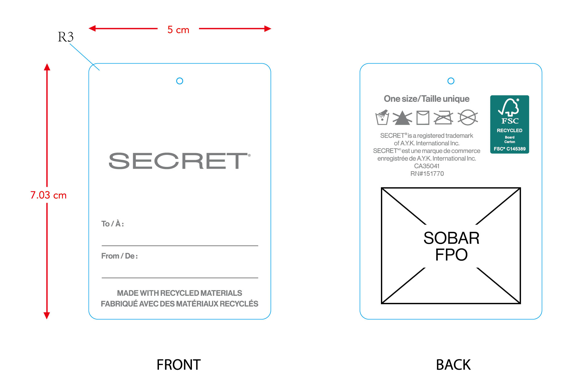 5 cm
R3
7.03 cm
SECRET®
To / À :
From / De :
MADE WITH RECYCLED MATERIALS
FABRIQUÉ AVEC DES MATÉRIAUX RECYCLÉS
FRONT
One size/Taille unique
SECRET® is a registered trademark
of A.Y.K. International Inc.
SECRET™ est une marque de commerce
enregistrée de A.Y.K. International Inc.
CA35041
RN#151770
FSC
RECYCLED
Board
Carton
FSC® C145389
SOBAR
FPO
BACK